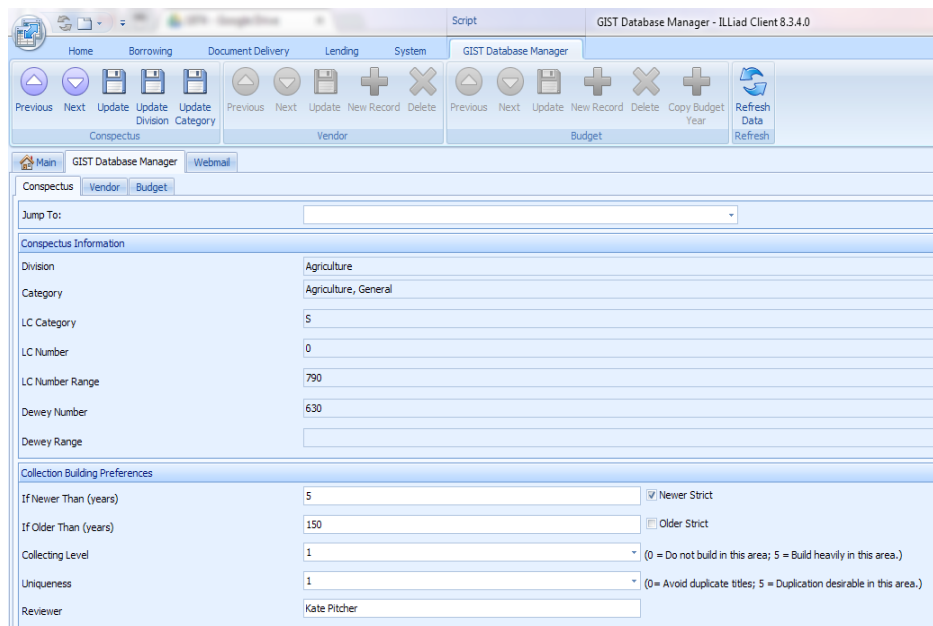 Script
GIST Database Manager - ILLiad Client 8.3.4.0
Home Borrowing Document Delivery Lending System GIST Database Manager
Previous Next Update Update Division Update Category Previous Next Update New Record Delete Previous Next Update New Record Delete Copy Budget Year Refresh Data
Conspectus Vendor Budget Refresh
Main GIST Database Manager Webmail
Conspectus Vendor Budget
Jump To:
Conspectus Information
Division Agriculture
Category Agriculture, General
LC Category S
LC Number 0
LC Number Range 790
Dewey Number 630
Dewey Range
Collection Building Preferences
If Newer Than (years) 5 Newer Strict
If Older Than (years) 150 Older Strict
Collecting Level 1 (0 = Do not build in this area; 5 = Build heavily in this area.)
Uniqueness 1 (0= Avoid duplicate titles; 5 = Duplication desirable in this area.)
Reviewer Kate Pitcher